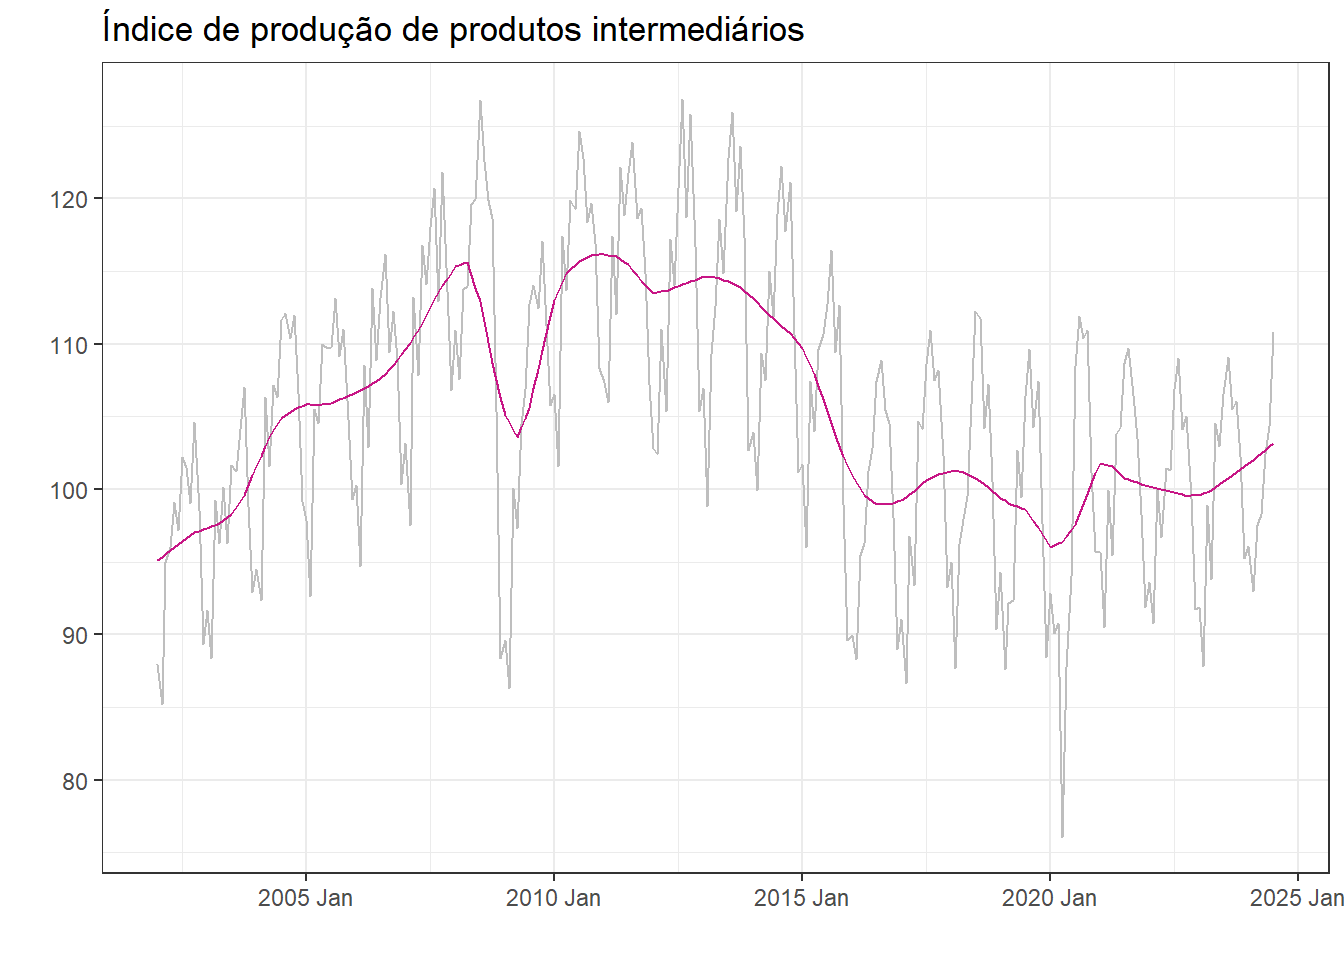 Índice de produção de produtos intermediários
120
110
100
90
80
2005 Jan
2010 Jan
2015 Jan
2020 Jan
2025 Jan